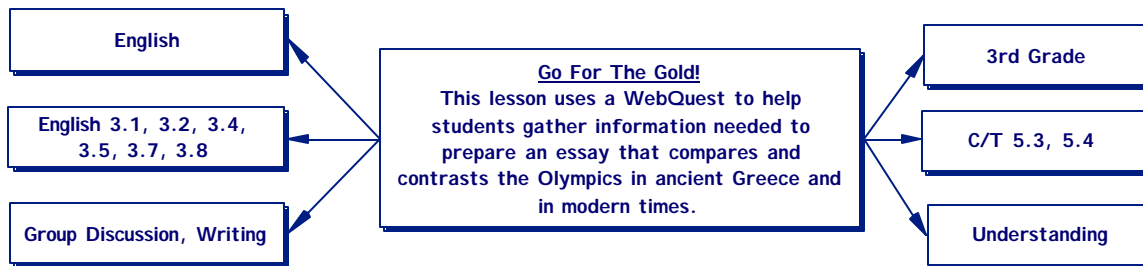 English
English 3.1, 3.2, 3.4,
3.5, 3.7, 3.8
Group Discussion, Writing
Go For The Gold!
This lesson uses a WebQuest to help
students gather information needed to
prepare an essay that compares and
contrasts the Olympics in ancient Greece and
in modern times.
3rd Grade
C/T 5.3, 5.4
Understanding